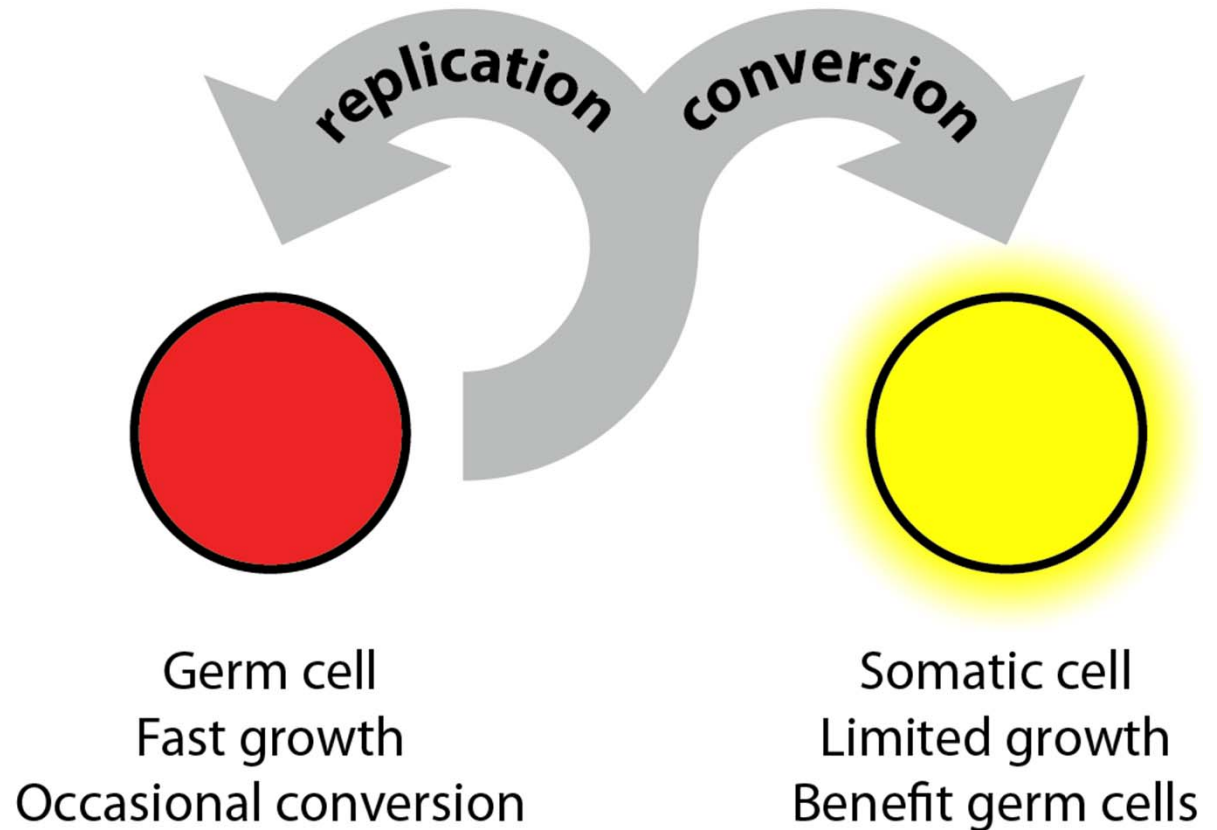 replication
conversion
Germ cell
Fast growth
Occasional conversion
Somatic cell
Limited growth
Benefit germ cells